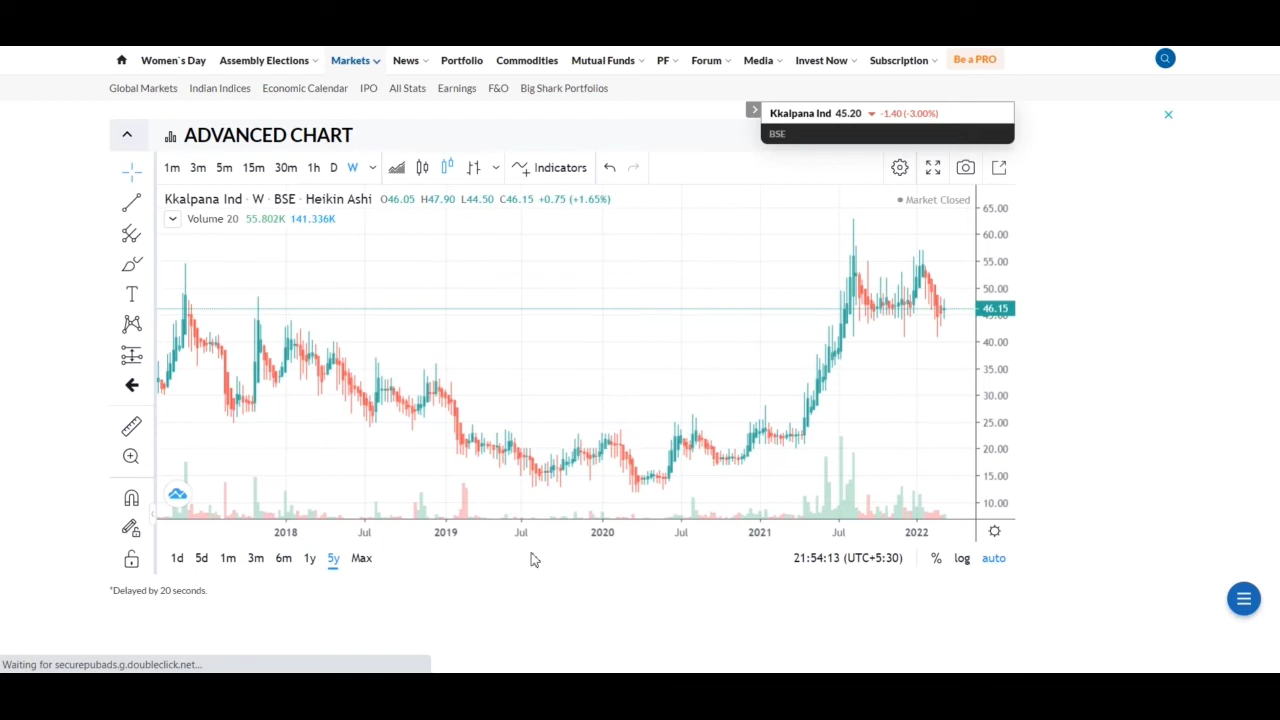 Women`s Day Assembly Elections Markets News Portfolio Commodities Mutual Funds PF Forum Media Invest Now Subscription Be a PRO
Global Markets Indian Indices Economic Calendar IPO All Stats Earnings F&O Big Shark Portfolios
Kkalpana Ind 45.20 -1.40 (-3.00%)
BSE
ADVANCED CHART
1m 3m 5m 15m 30m 1h D W Indicators
Kkalpana Ind W BSE Heikin Ashi O46.05 H47.90 L44.50 C46.15 +0.75 (+1.65%)
Market Closed
Volume 20 55.802K 141.336K
65.00
60.00
55.00
50.00
46.15
45.00
40.00
35.00
30.00
25.00
20.00
15.00
10.00
2018 Jul 2019 Jul 2020 Jul 2021 Jul 2022
1d 5d 1m 3m 6m 1y 5y Max 21:54:13 (UTC+5:30) % log auto
*Delayed by 20 seconds.
Waiting for securepubads.g.doubleclick.net...